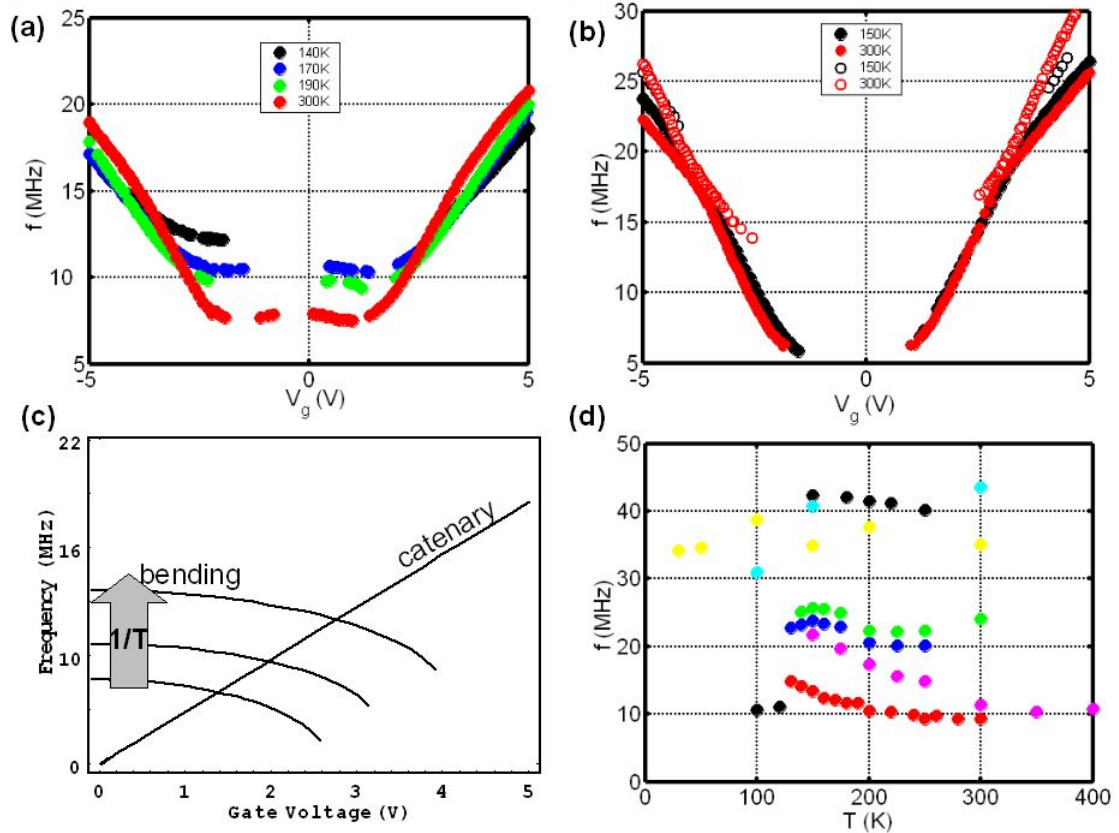 (a)
25
20
15
10
5
f (MHz)
140K
170K
190K
300K
-5 0 5
V_g (V)
(b)
30
25
20
15
10
5
f (MHz)
150K
300K
150K
300K
-5 0 5
V_g (V)
(c)
22
16
10
0
Frequency (MHz)
bending
1/T
catenary
0 1 2 3 4 5
Gate Voltage (V)
(d)
50
40
30
20
10
0
f (MHz)
0 100 200 300 400
T (K)